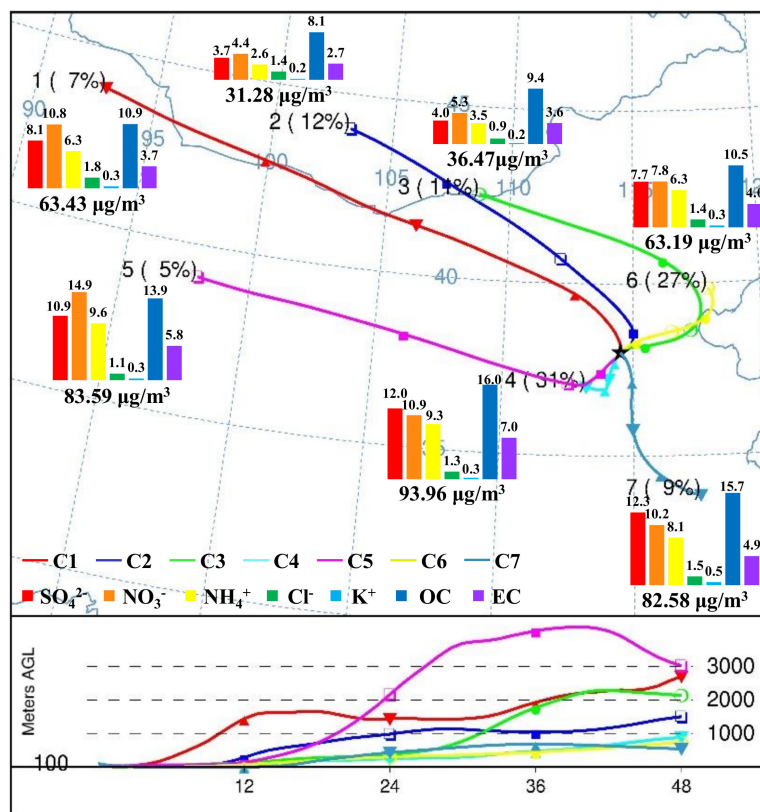 8.1
3.7 4.4 2.6 1.4 0.2 2.7
31.28 μg/m³
1 ( 7%)
90
10.8 10.9
8.1 6.3 1.8 0.3 3.7
63.43 μg/m³
95
100
2 ( 12%)
9.4
4.0 5.3 3.5 0.9 0.2 3.6
36.47μg/m³
45
105
3 ( 11%)
110
115
10.5
7.7 7.8 6.3 1.4 0.3 4.6
63.19 μg/m³
5 ( 5%)
40
6 ( 27%)
14.9 13.9
10.9 9.6 1.1 0.3 5.8
83.59 μg/m³
4 ( 31%)
16.0
12.0 10.9 9.3 1.3 0.3 7.0
35
93.96 μg/m³
7 ( 9%)
15.7
12.3 10.2 8.1 1.5 0.5 4.9
82.58 μg/m³
C1 C2 C3 C4 C5 C6 C7
SO₄²⁻ NO₃⁻ NH₄⁺ Cl⁻ K⁺ OC EC
Meters AGL
3000
2000
1000
100
12 24 36 48